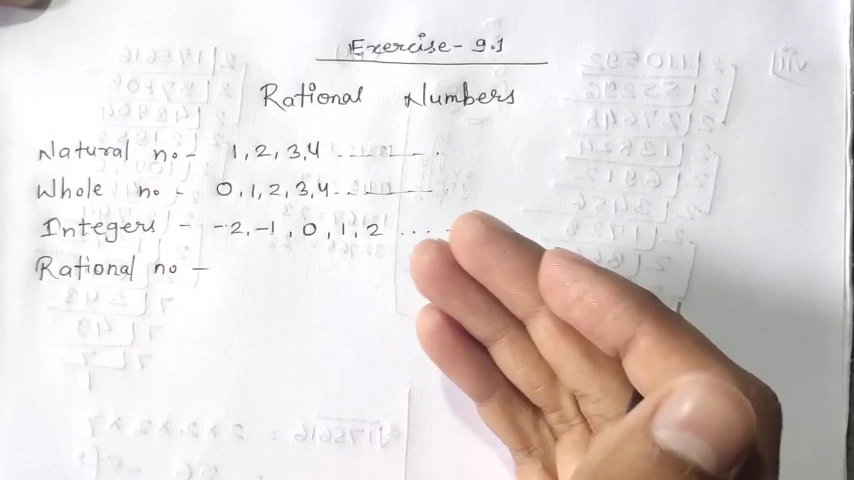 Exercise - 9.1
Rational Numbers
Natural no - 1, 2, 3, 4 ...........
Whole no - 0, 1, 2, 3, 4 ...........
Integers - --2, -1, 0, 1, 2 .....
Rational no -